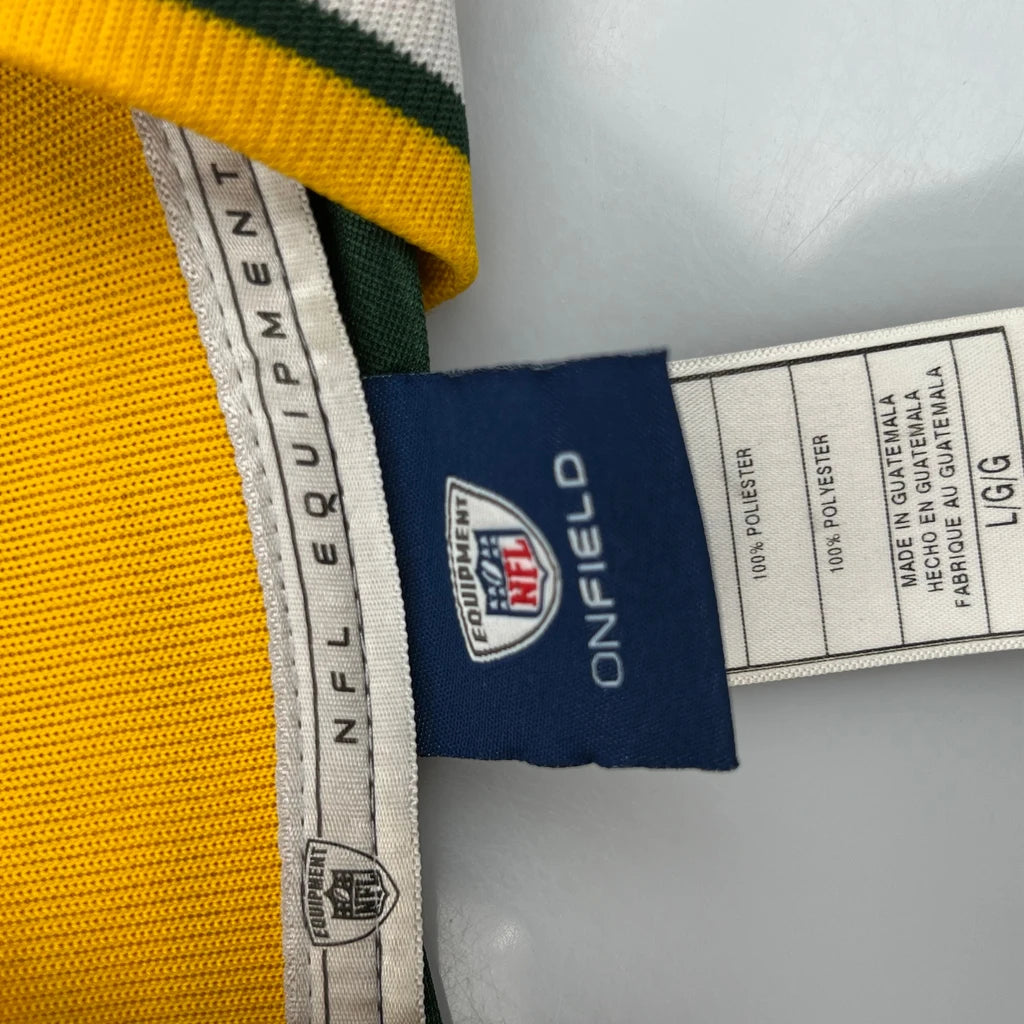 NFL EQUIPMENT
EQUIPMENT
NFL
EQUIPMENT
NFL
ONFIELD
100% POLIESTER
100% POLYESTER
MADE IN GUATEMALA
HECHO EN GUATEMALA
FABRIQUE AU GUATEMALA
L/G/G